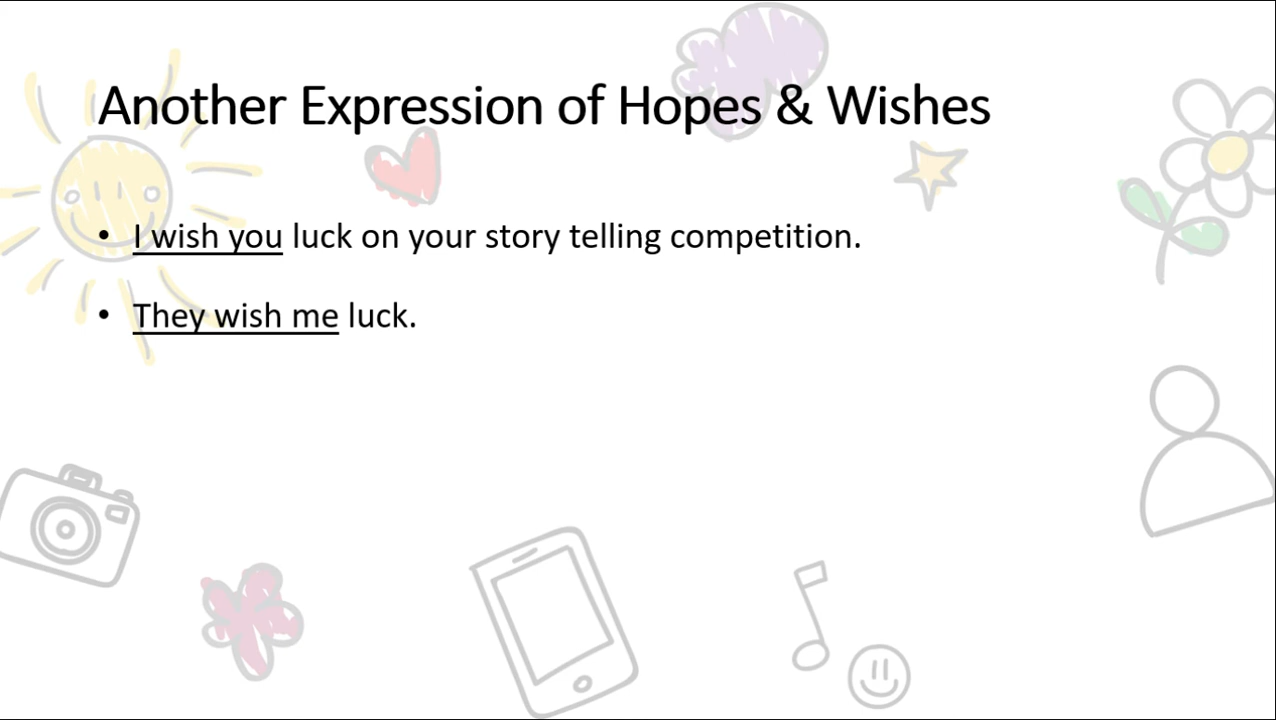 Another Expression of Hopes & Wishes
• I wish you luck on your story telling competition.
• They wish me luck.